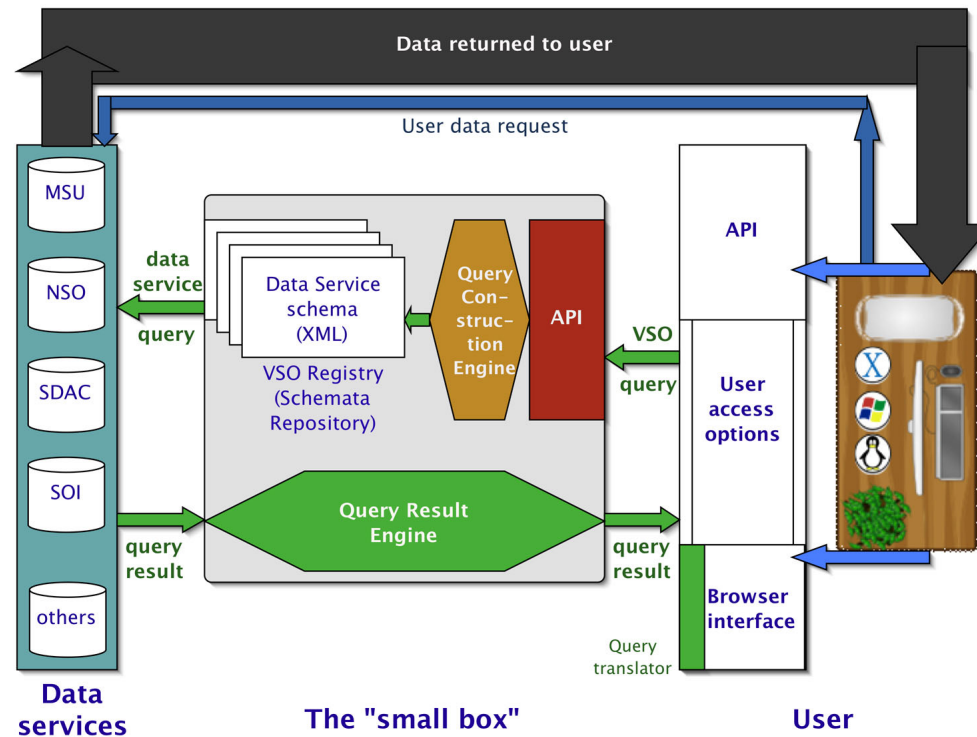 Data returned to user
User data request
MSU
NSO
SDAC
SOI
others
data
service
query
Data Service
schema
(XML)
VSO Registry
(Schemata
Repository)
Query
Con-
struc-
tion
Engine
API
VSO
query
API
User
access
options
Browser
interface
Query
translator
Query Result
Engine
query
result
query
result
X
Data
services
The "small box"
User